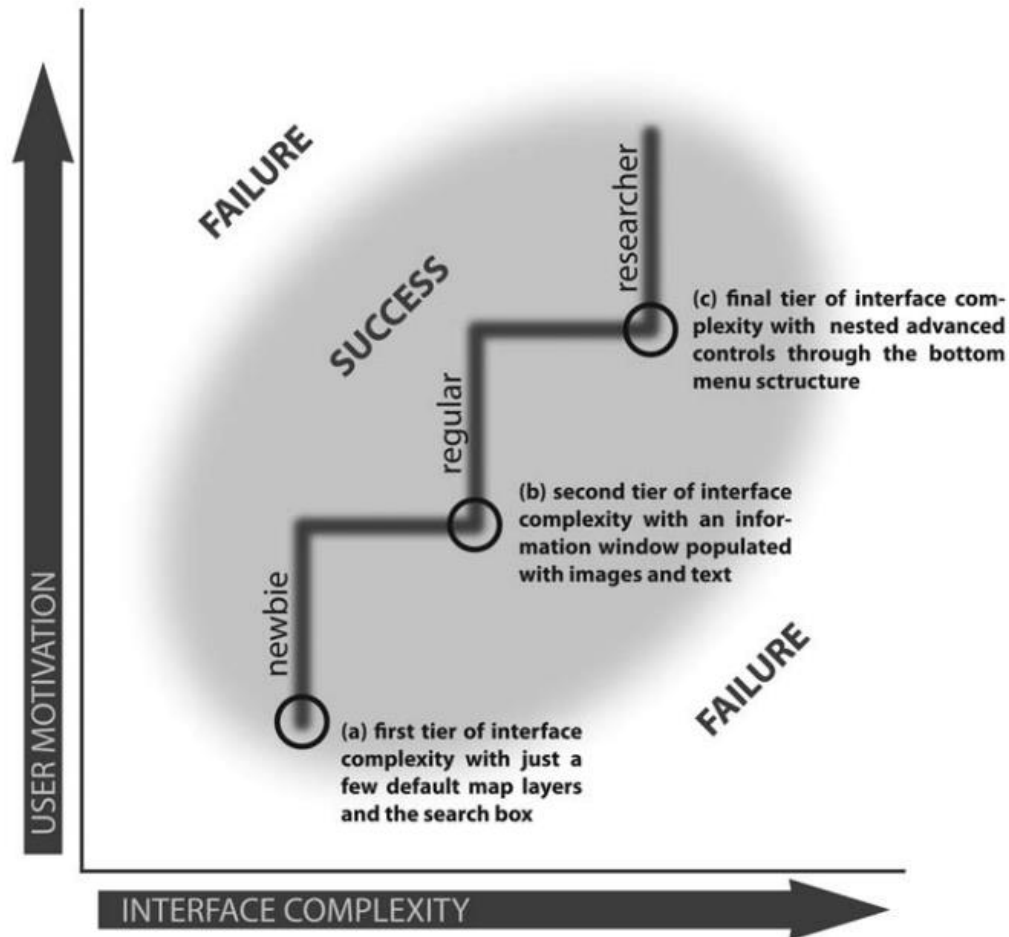 FAILURE
SUCCESS
researcher
(c) final tier of interface com-
plexity with nested advanced
controls through the bottom
menu sctructure
regular
(b) second tier of interface
complexity with an infor-
mation window populated
with images and text
newbie
FAILURE
(a) first tier of interface
complexity with just a
few default map layers
and the search box
USER MOTIVATION
INTERFACE COMPLEXITY